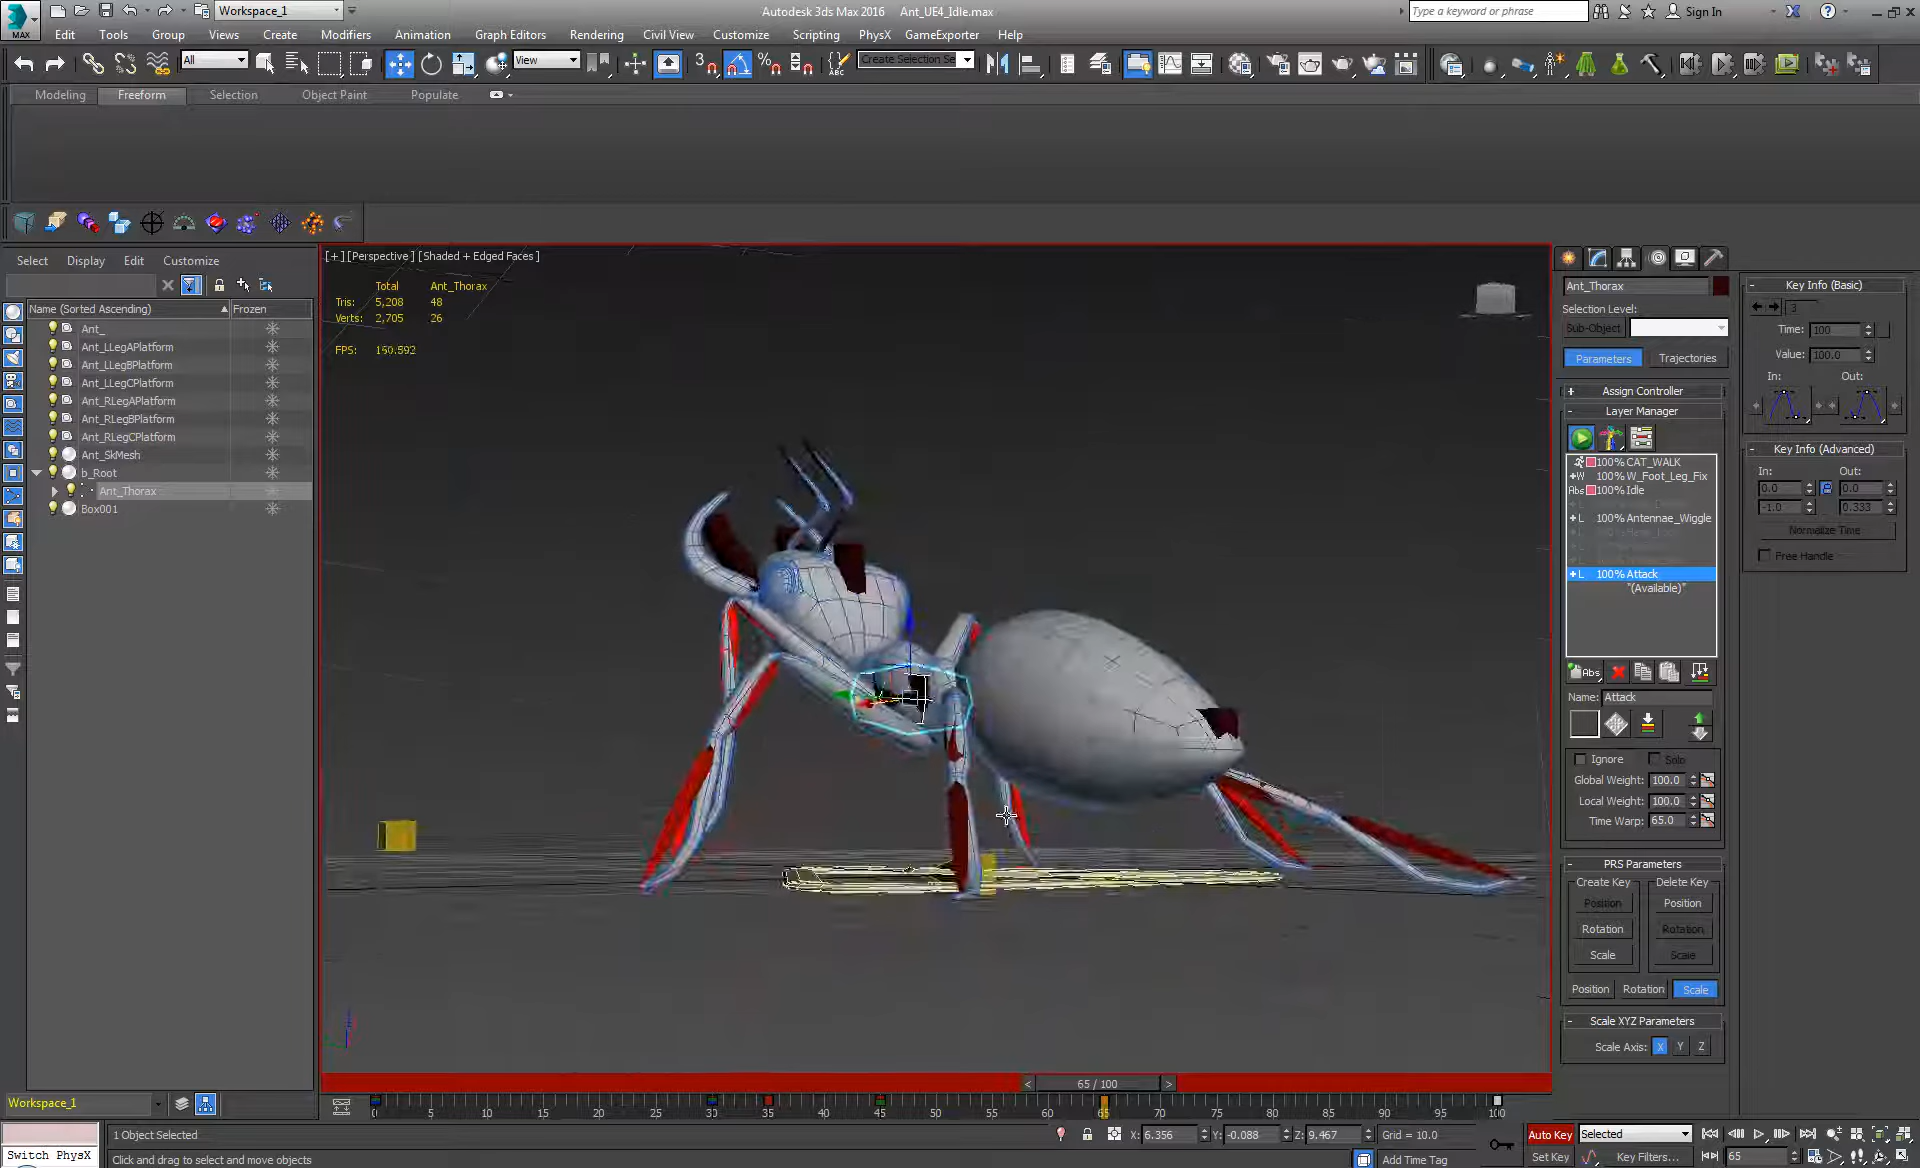 MAX
Workspace_1
Autodesk 3ds Max 2016 Ant_UE4_Idle.max
Type a keyword or phrase
Sign In
Edit Tools Group Views Create Modifiers Animation Graph Editors Rendering Civil View Customize Scripting PhysX GameExporter Help
All
View
3
ABC
Create Selection Se
Modeling Freeform Selection Object Paint Populate
Select Display Edit Customize
Name (Sorted Ascending) Frozen
Ant_
Ant_LLegAPlatform
Ant_LLegBPlatform
Ant_LLegCPlatform
Ant_RLegAPlatform
Ant_RLegBPlatform
Ant_RLegCPlatform
Ant_SkMesh
b_Root
Ant_Thorax
Box001
[+] [Perspective] [Shaded + Edged Faces]
Total Ant_Thorax
Tris: 5,208 48
Verts: 2,705 26
FPS: 160.592
Ant_Thorax
Selection Level:
Sub-Object
Parameters Trajectories
+ Assign Controller
- Layer Manager
100% CAT_WALK
+W 100% W_Foot_Leg_Fix
Abs 100% Idle
+L 100% Antennae_Wiggle
+L 100% Attack
"(Available)"
Abs
Name: Attack
Ignore Solo
Global Weight: 100.0
Local Weight: 100.0
Time Warp: 65.0
- PRS Parameters
Create Key Delete Key
Position Position
Rotation Rotation
Scale Scale
Position Rotation Scale
- Scale XYZ Parameters
Scale Axis: X Y Z
- Key Info (Basic)
3
Time: 100
Value: 100.0
In: Out:
- Key Info (Advanced)
In: Out:
0.0 0.0
-1.0 0.333
Normalize Time
Free Handle
< 65 / 100 >
0 5 10 15 20 25 30 35 40 45 50 55 60 65 70 75 80 85 90 95 100
Workspace_1
1 Object Selected
X: 6.356 Y: -0.088 Z: 9.467 Grid = 10.0
Auto Key Selected
Switch PhysX
Click and drag to select and move objects
Add Time Tag
Set Key Key Filters...
65